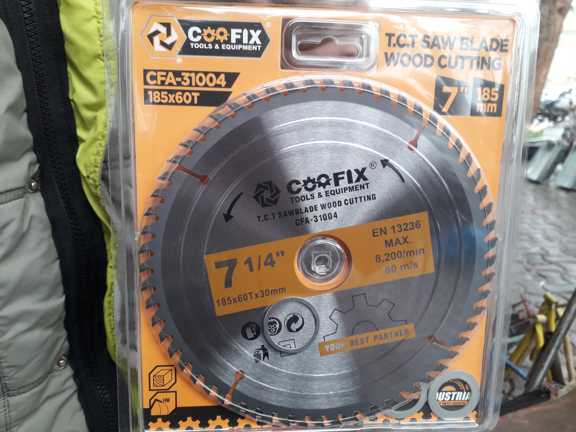 COOFIX
TOOLS & EQUIPMENT
CFA-31004
185x60T
T.C.T SAW BLADE
WOOD CUTTING
7"
185
mm
COOFIX®
TOOLS & EQUIPMENT
T.C.T SAWBLADE WOOD CUTTING
CFA-31004
7 1/4"
185x60Tx30mm
EN 13236
MAX.
8,200/min
80 m/s
YOUR BEST PARTNER